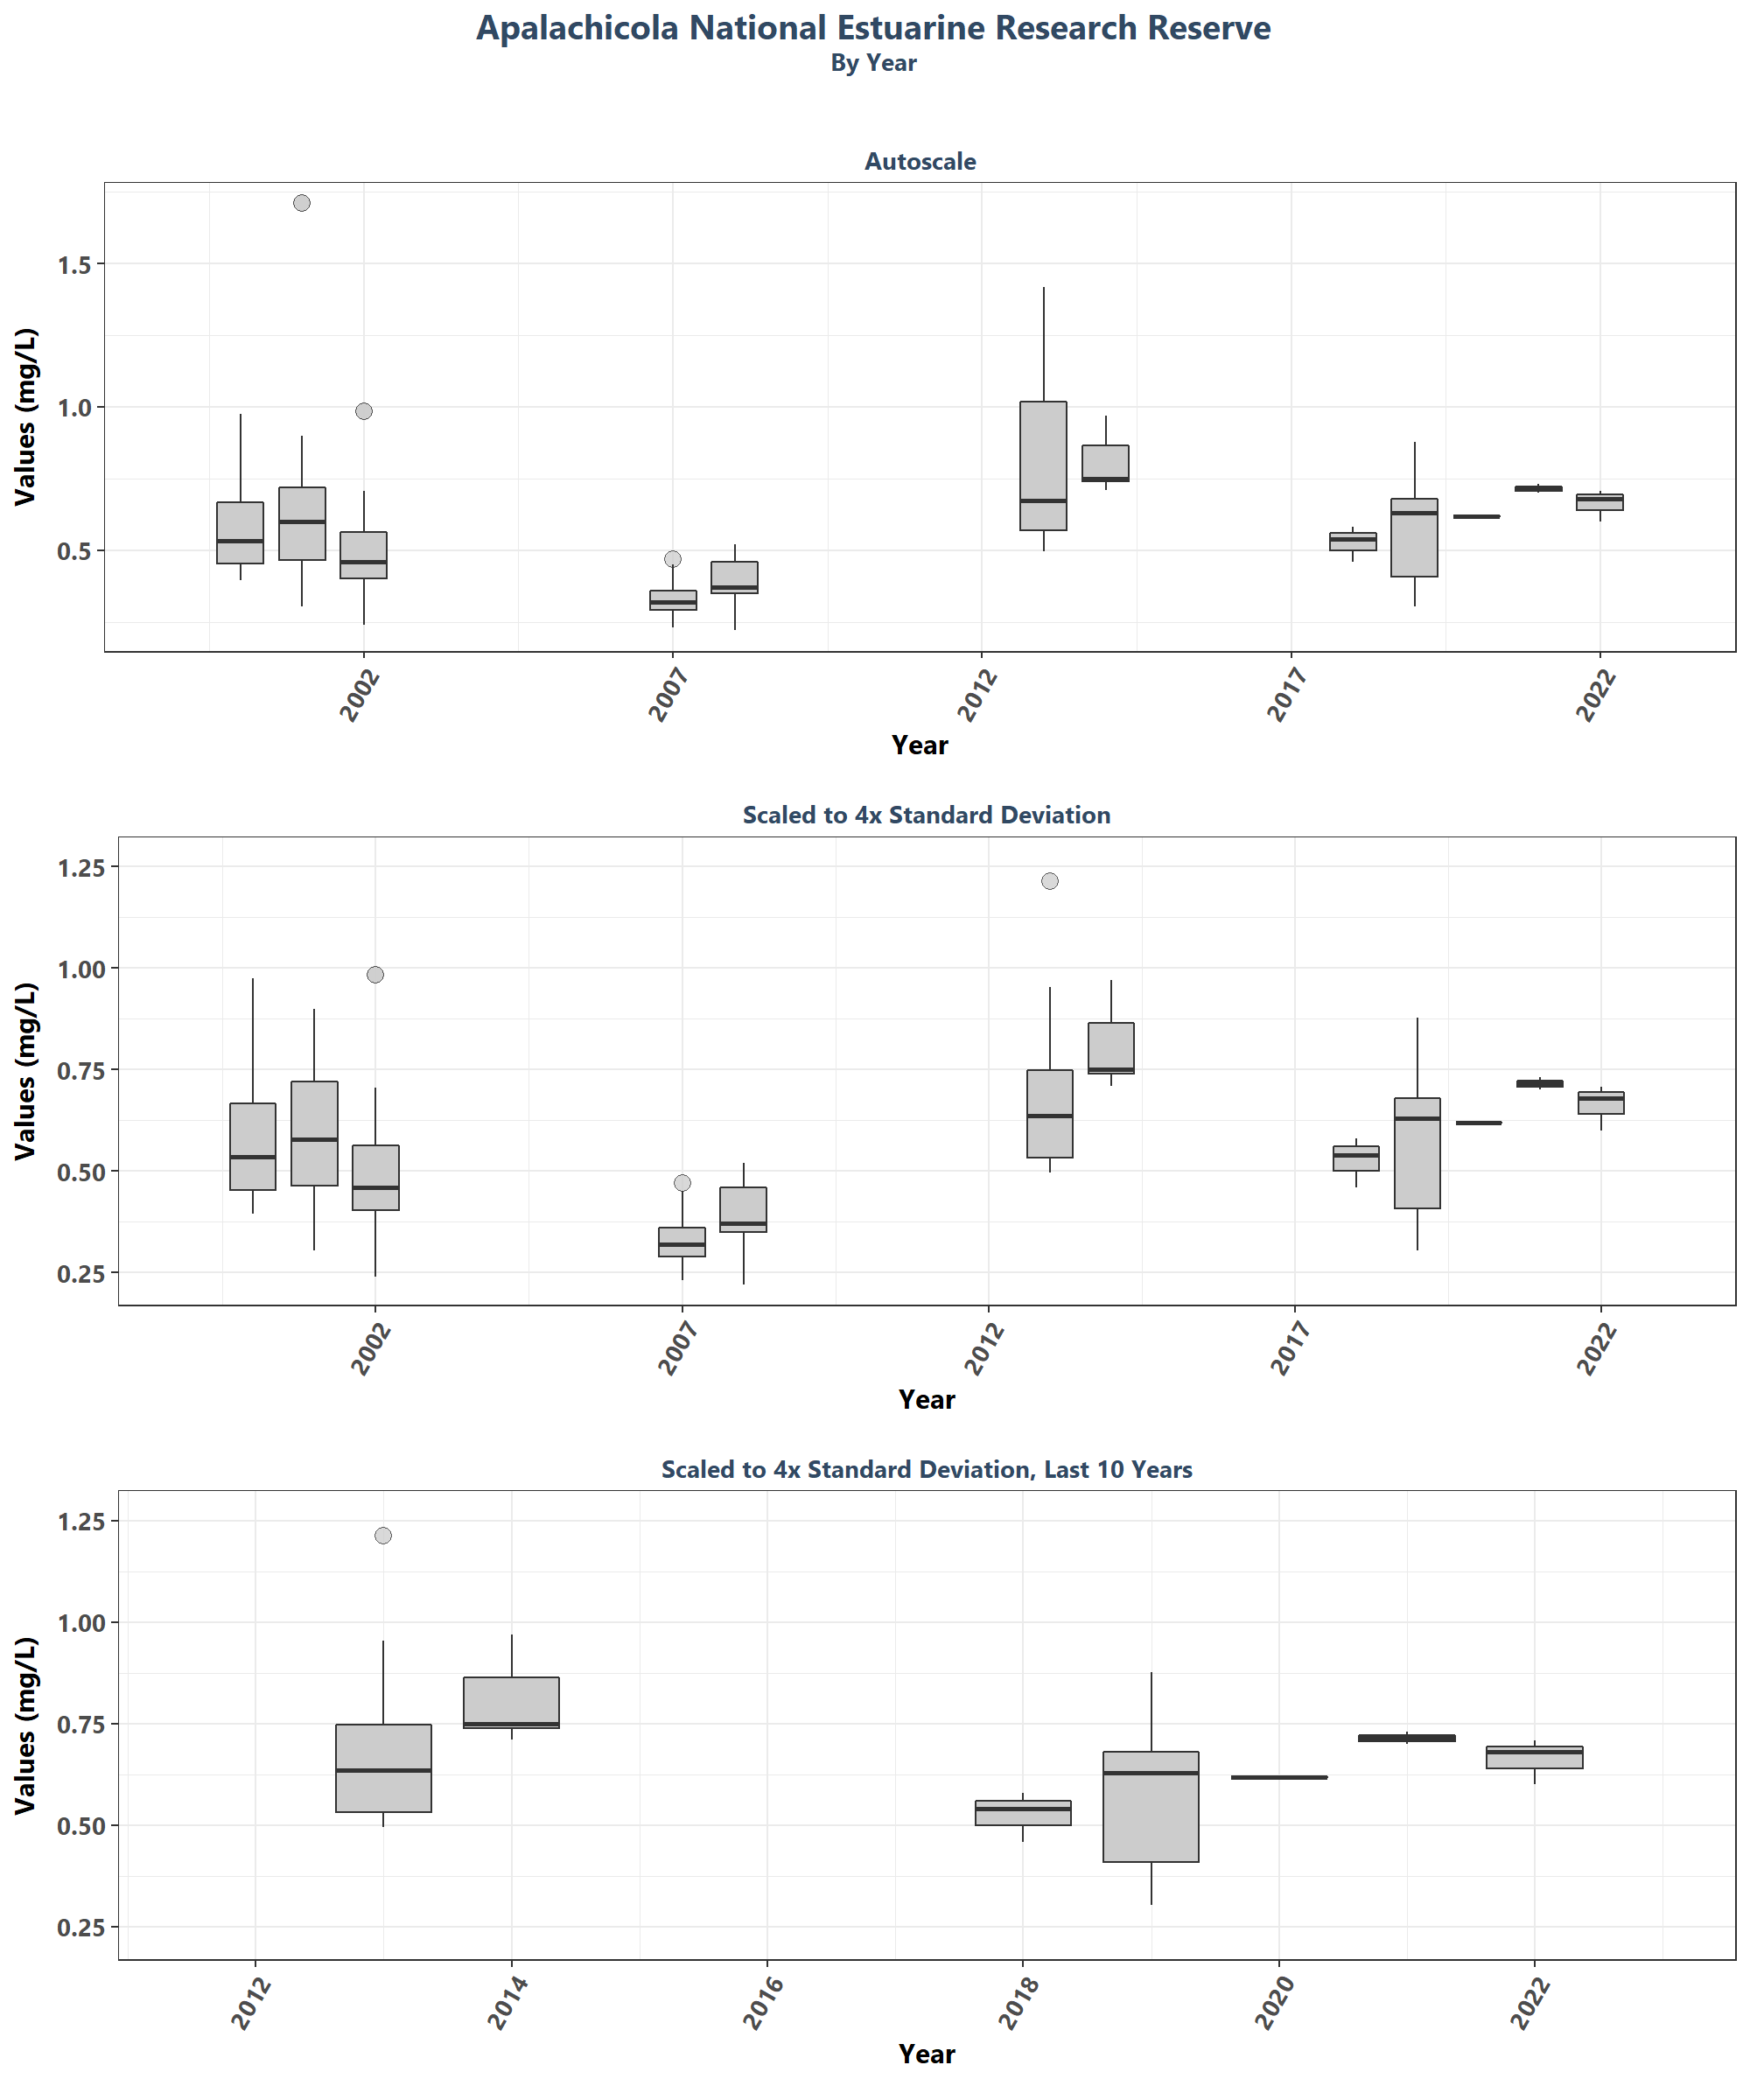 Apalachicola National Estuarine Research Reserve
By Year
Autoscale
Values (mg/L)
1.5
1.0
0.5
2002 2007 2012 2017 2022
Year
Scaled to 4x Standard Deviation
Values (mg/L)
1.25
1.00
0.75
0.50
0.25
2002 2007 2012 2017 2022
Year
Scaled to 4x Standard Deviation, Last 10 Years
Values (mg/L)
1.25
1.00
0.75
0.50
0.25
2012 2014 2016 2018 2020 2022
Year